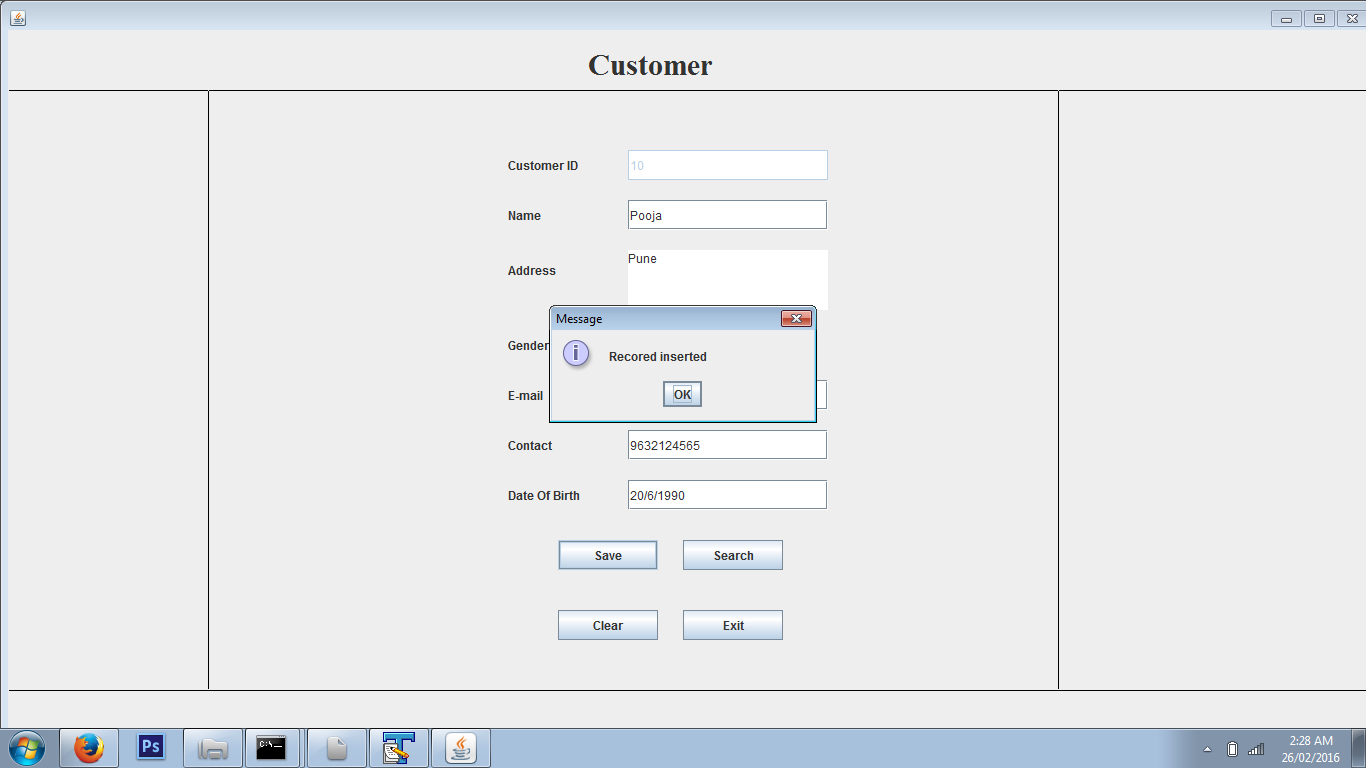 Customer
Customer ID 10
Name Pooja
Address Pune
Message
Gender
Recored inserted
E-mail
OK
Contact 9632124565
Date Of Birth 20/6/1990
Save Search
Clear Exit
Ps
C:\
2:28 AM
26/02/2016